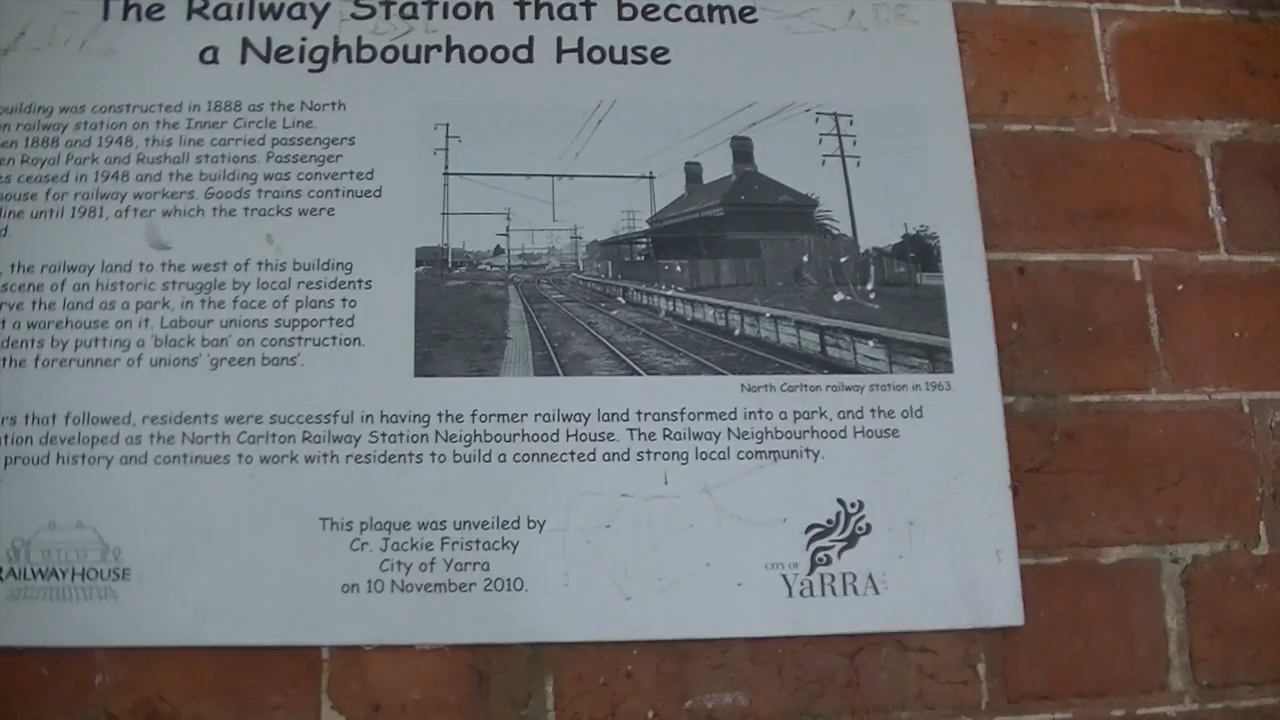 The Railway Station that became
a Neighbourhood House
building was constructed in 1888 as the North
n railway station on the Inner Circle Line.
en 1888 and 1948, this line carried passengers
en Royal Park and Rushall stations. Passenger
es ceased in 1948 and the building was converted
house for railway workers. Goods trains continued
line until 1981, after which the tracks were
d.
, the railway land to the west of this building
scene of an historic struggle by local residents
rve the land as a park, in the face of plans to
t a warehouse on it. Labour unions supported
dents by putting a 'black ban' on construction.
the forerunner of unions' 'green bans'.
North Carlton railway station in 1963.
rs that followed, residents were successful in having the former railway land transformed into a park, and the old
tion developed as the North Carlton Railway Station Neighbourhood House. The Railway Neighbourhood House
proud history and continues to work with residents to build a connected and strong local community.
RAILWAYHOUSE
This plaque was unveiled by
Cr. Jackie Fristacky
City of Yarra
on 10 November 2010.
CITY OF
YaRRA